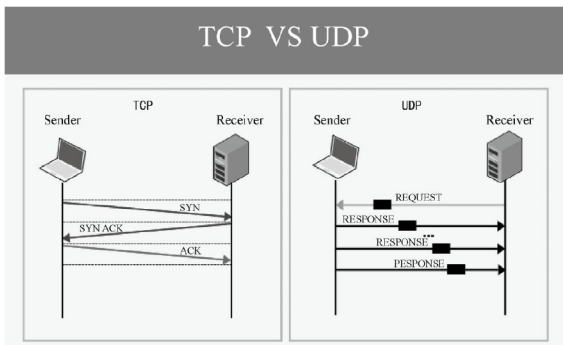 TCP VS UDP
TCP
Sender
Receiver
SYN
SYN ACK
ACK
UDP
Sender
Receiver
REQUEST
RESPONSE
RESPONSE
...
PESPONSE